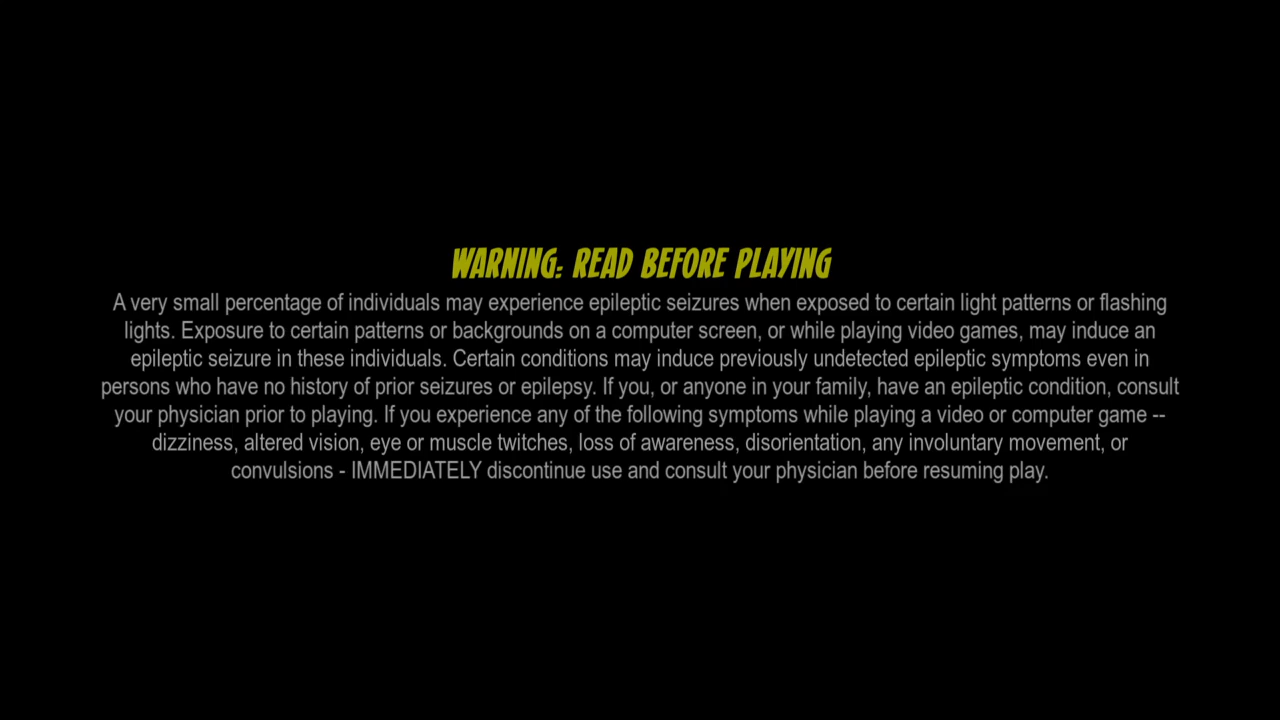 WARNING: READ BEFORE PLAYING
A very small percentage of individuals may experience epileptic seizures when exposed to certain light patterns or flashing
lights. Exposure to certain patterns or backgrounds on a computer screen, or while playing video games, may induce an
epileptic seizure in these individuals. Certain conditions may induce previously undetected epileptic symptoms even in
persons who have no history of prior seizures or epilepsy. If you, or anyone in your family, have an epileptic condition, consult
your physician prior to playing. If you experience any of the following symptoms while playing a video or computer game --
dizziness, altered vision, eye or muscle twitches, loss of awareness, disorientation, any involuntary movement, or
convulsions - IMMEDIATELY discontinue use and consult your physician before resuming play.